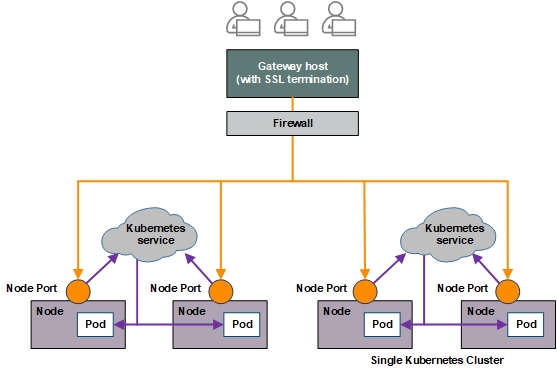 Gateway host
(with SSL termination)
Firewall
Kubernetes
service
Kubernetes
service
Node Port
Node Port
Node Port
Node Port
Node
Node
Node
Node
Pod
Pod
Pod
Pod
Single Kubernetes Cluster